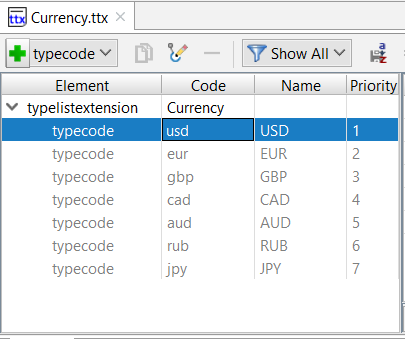 ttx Currency.ttx
typecode Show All
Element Code Name Priority
typelistextension Currency
typecode usd USD 1
typecode eur EUR 2
typecode gbp GBP 3
typecode cad CAD 4
typecode aud AUD 5
typecode rub RUB 6
typecode jpy JPY 7